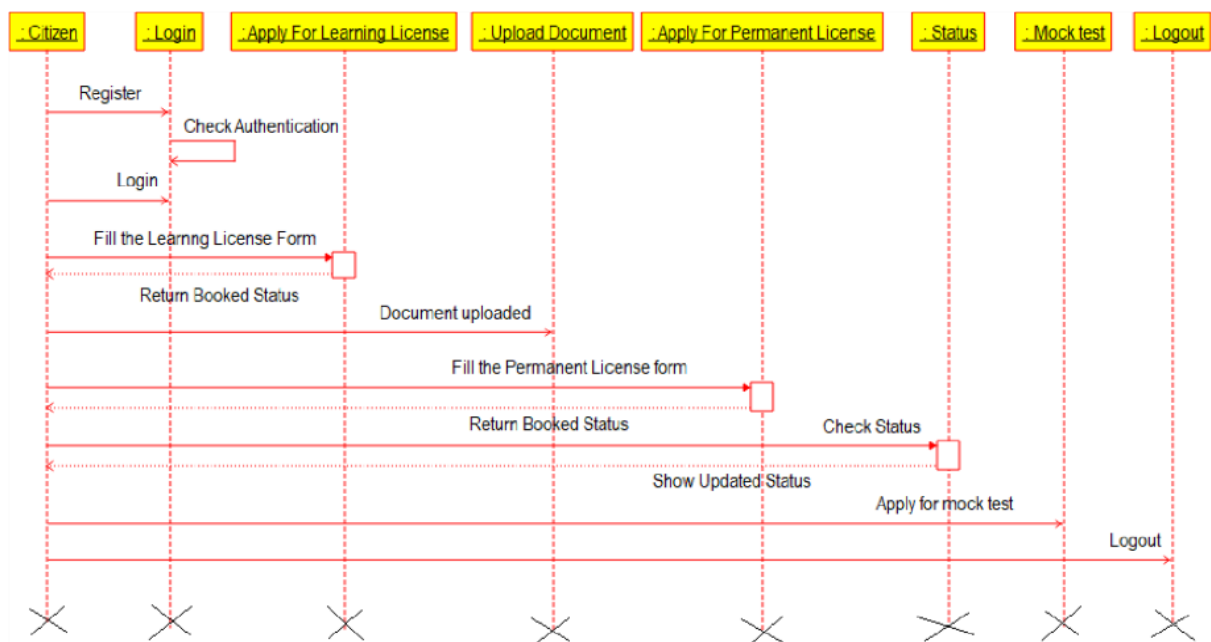 : Citizen
: Login
: Apply For Learning License
: Upload Document
: Apply For Permanent License
: Status
: Mock test
: Logout
Register
Check Authentication
Login
Fill the Learnng License Form
Return Booked Status
Document uploaded
Fill the Permanent License form
Return Booked Status
Check Status
Show Updated Status
Apply for mock test
Logout